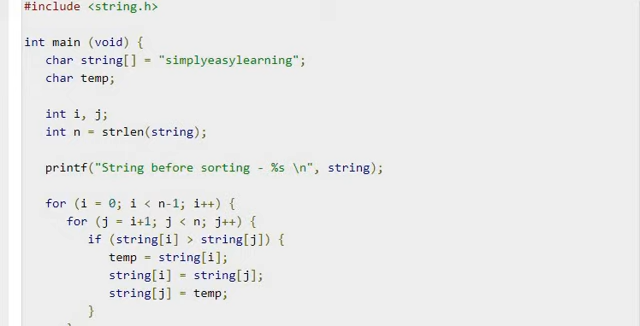 #include <string.h>
int main (void) {
char string[] = "simplyeasylearning";
char temp;
int i, j;
int n = strlen(string);
printf("String before sorting - %s \n", string);
for (i = 0; i < n-1; i++) {
for (j = i+1; j < n; j++) {
if (string[i] > string[j]) {
temp = string[i];
string[i] = string[j];
string[j] = temp;
}